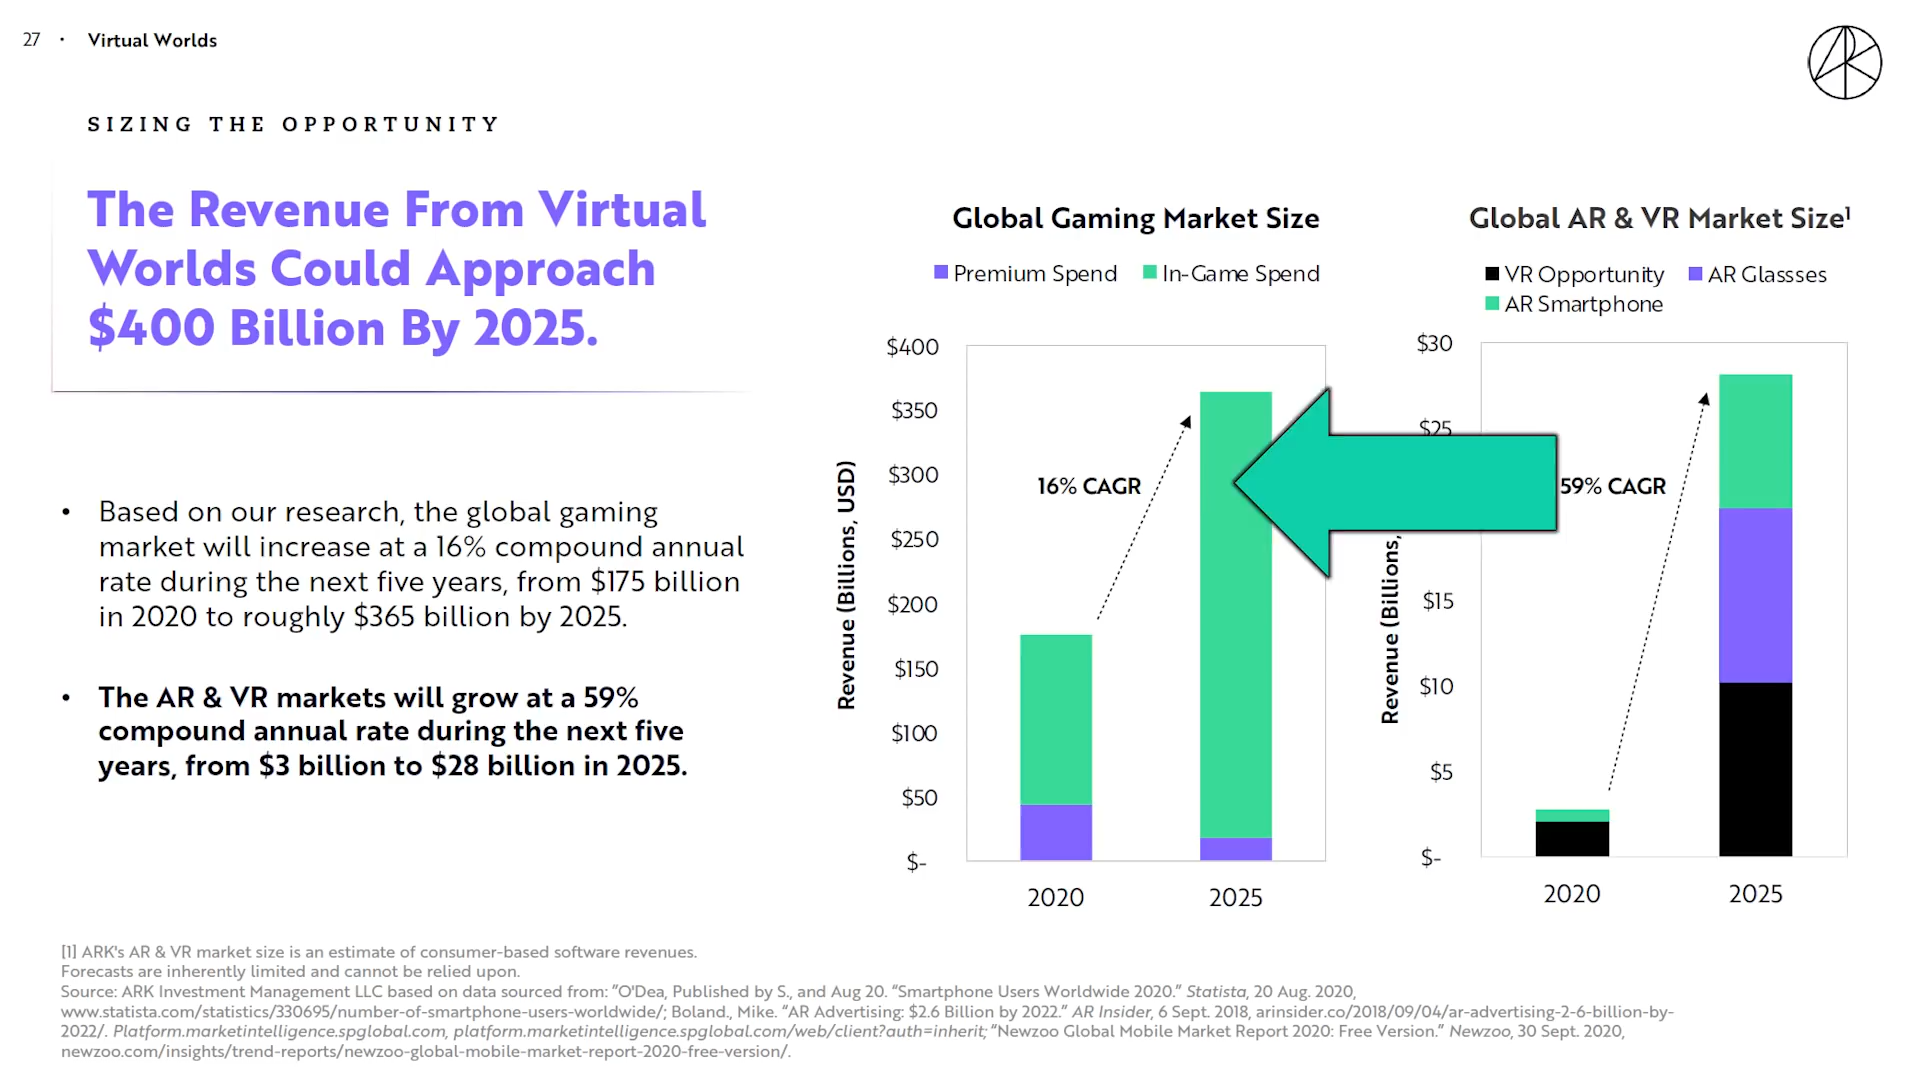 27 · Virtual Worlds
SIZING THE OPPORTUNITY
The Revenue From Virtual
Worlds Could Approach
$400 Billion By 2025.
• Based on our research, the global gaming
market will increase at a 16% compound annual
rate during the next five years, from $175 billion
in 2020 to roughly $365 billion by 2025.
• The AR & VR markets will grow at a 59%
compound annual rate during the next five
years, from $3 billion to $28 billion in 2025.
Global Gaming Market Size
Premium Spend In-Game Spend
Revenue (Billions, USD)
$400
$350
$300
$250
$200
$150
$100
$50
$-
16% CAGR
2020 2025
Global AR & VR Market Size¹
VR Opportunity AR Glassses
AR Smartphone
Revenue (Billions,
$30
$25
$15
$10
$5
$-
59% CAGR
2020 2025
[1] ARK's AR & VR market size is an estimate of consumer-based software revenues.
Forecasts are inherently limited and cannot be relied upon.
Source: ARK Investment Management LLC based on data sourced from: "O'Dea, Published by S., and Aug 20. "Smartphone Users Worldwide 2020." Statista, 20 Aug. 2020,
www.statista.com/statistics/330695/number-of-smartphone-users-worldwide/; Boland., Mike. "AR Advertising: $2.6 Billion by 2022." AR Insider, 6 Sept. 2018, arinsider.co/2018/09/04/ar-advertising-2-6-billion-by-
2022/. Platform.marketintelligence.spglobal.com, platform.marketintelligence.spglobal.com/web/client?auth=inherit; "Newzoo Global Mobile Market Report 2020: Free Version." Newzoo, 30 Sept. 2020,
newzoo.com/insights/trend-reports/newzoo-global-mobile-market-report-2020-free-version/.